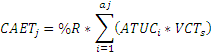 CAETⱼ = %R * ∑_{i=1}^{aj} (ATUCᵢ * VCTₛ)